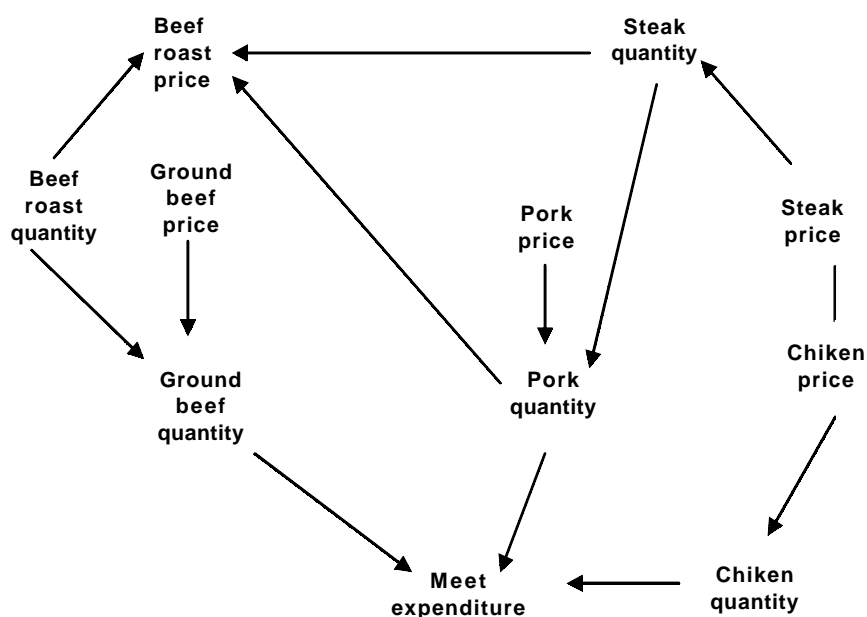 Beef
roast
price
Steak
quantity
Beef
roast
quantity
Ground
beef
price
Pork
price
Steak
price
Chiken
price
Ground
beef
quantity
Pork
quantity
Meet
expenditure
Chiken
quantity